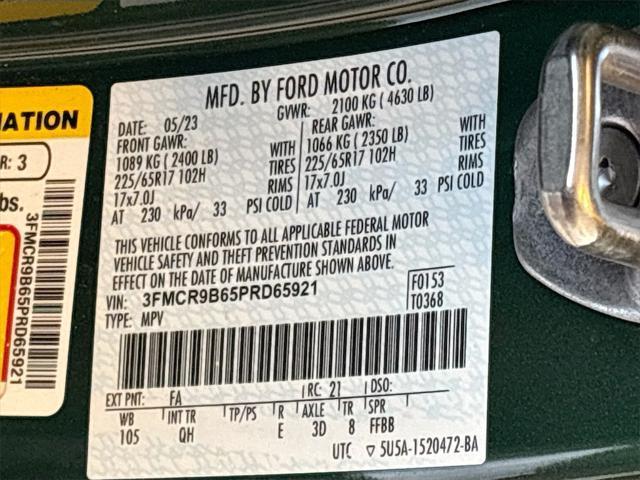 MATION
R: 3
bs.
3FMCR9B65PRD65921
MFD. BY FORD MOTOR CO.
GVWR: 2100 KG ( 4630 LB)
DATE: 05/23
FRONT GAWR:
1089 KG (2400 LB) WITH
225/65R17 102H TIRES
17x7.0J RIMS
AT 230 kPa/ 33 PSI COLD
REAR GAWR:
1066 KG (2350 LB) WITH
225/65R17 102H TIRES
17x7.0J RIMS
AT 230 kPa/ 33 PSI COLD
THIS VEHICLE CONFORMS TO ALL APPLICABLE FEDERAL MOTOR
VEHICLE SAFETY AND THEFT PREVENTION STANDARDS IN
EFFECT ON THE DATE OF MANUFACTURE SHOWN ABOVE.
VIN: 3FMCR9B65PRD65921
TYPE: MPV
F0153
T0368
EXT PNT: FA RC: 21 DSO:
WB INT TR TP/PS R AXLE TR SPR
105 QH E 3D 8 FFBB
UTC ▽ 5U5A-1520472-BA